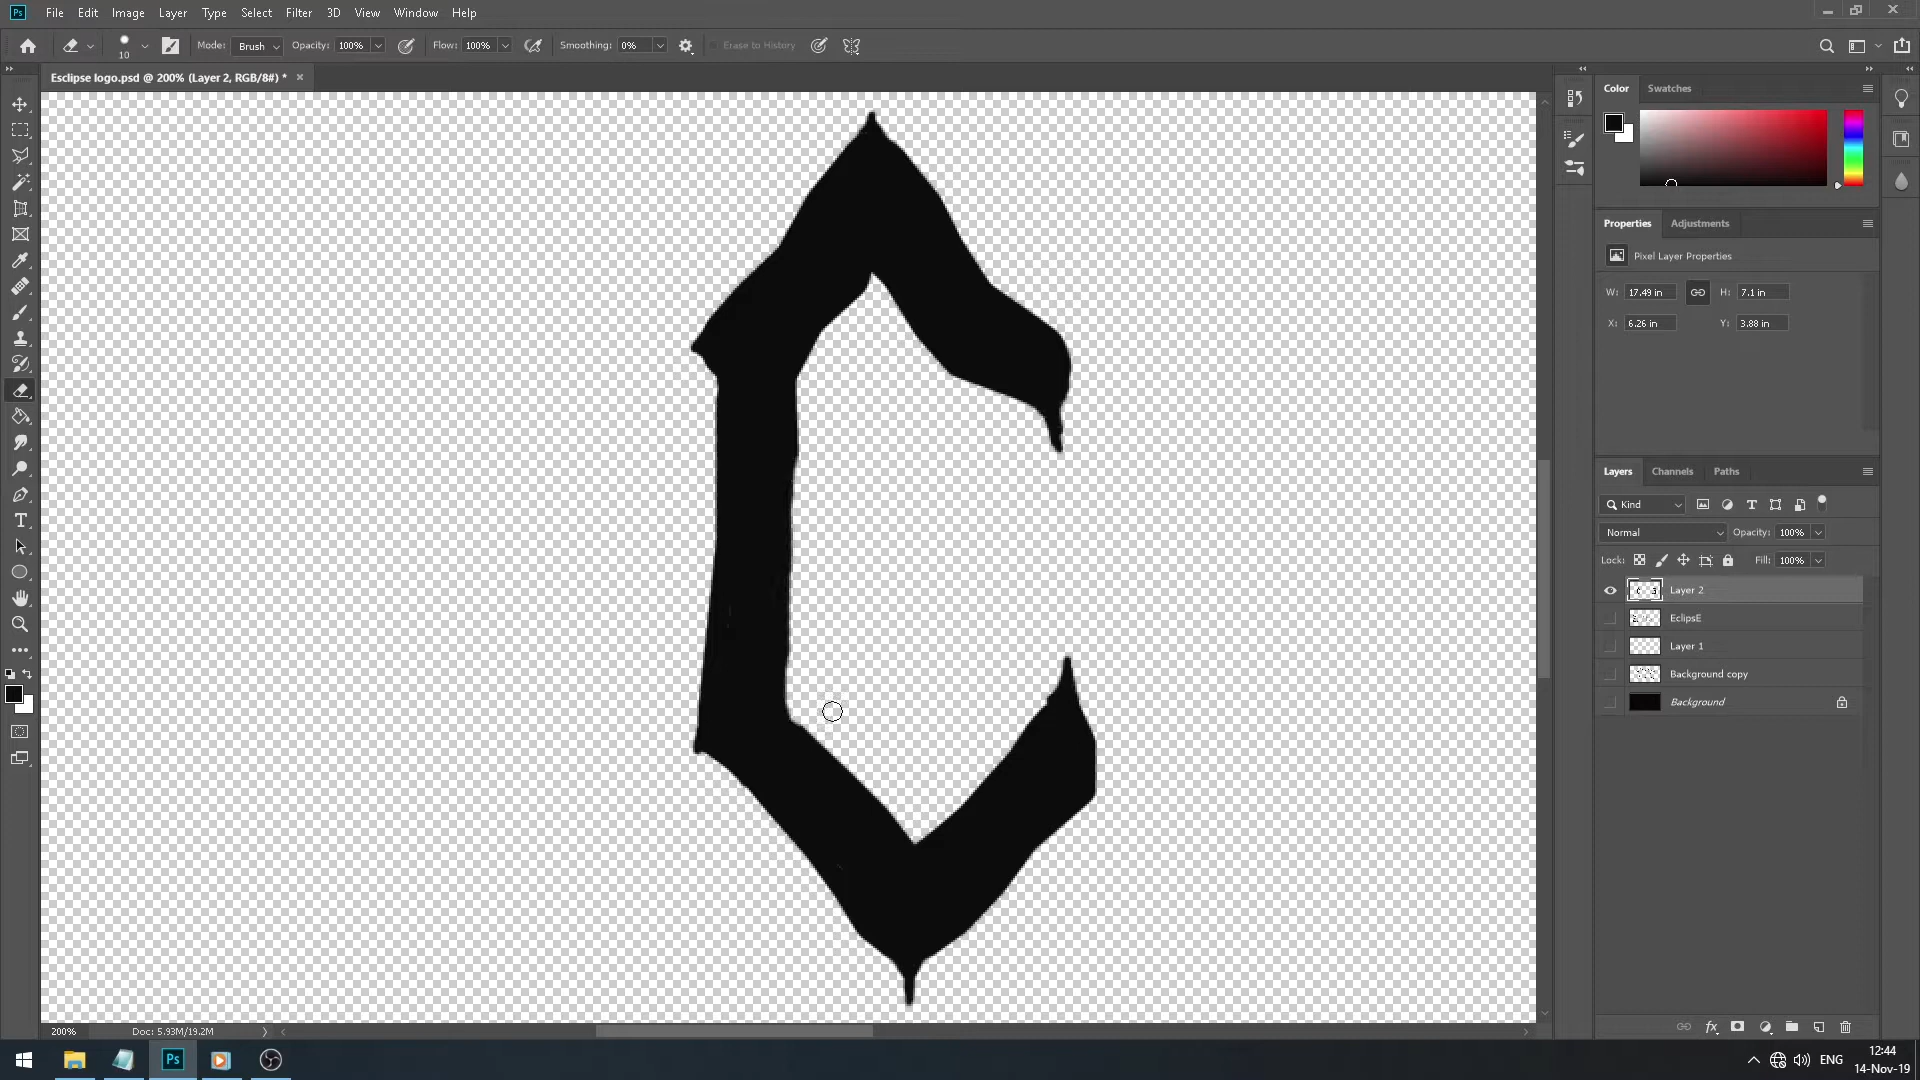 Ps File Edit Image Layer Type Select Filter 3D View Window Help
10 Mode: Brush Opacity: 100% Flow: 100% Smoothing: 0% Erase to History
Esclipse logo.psd @ 200% (Layer 2, RGB/8#) * ×
Color Swatches
Properties Adjustments
Pixel Layer Properties
W: 17.49 in H: 7.1 in
X: 6.26 in Y: 3.88 in
Layers Channels Paths
Kind
Normal Opacity: 100%
Lock: Fill: 100%
Layer 2
EclipsE
Layer 1
Background copy
Background
fx
200% Doc: 5.93M/19.2M
Ps ENG 12:44
14-Nov-19